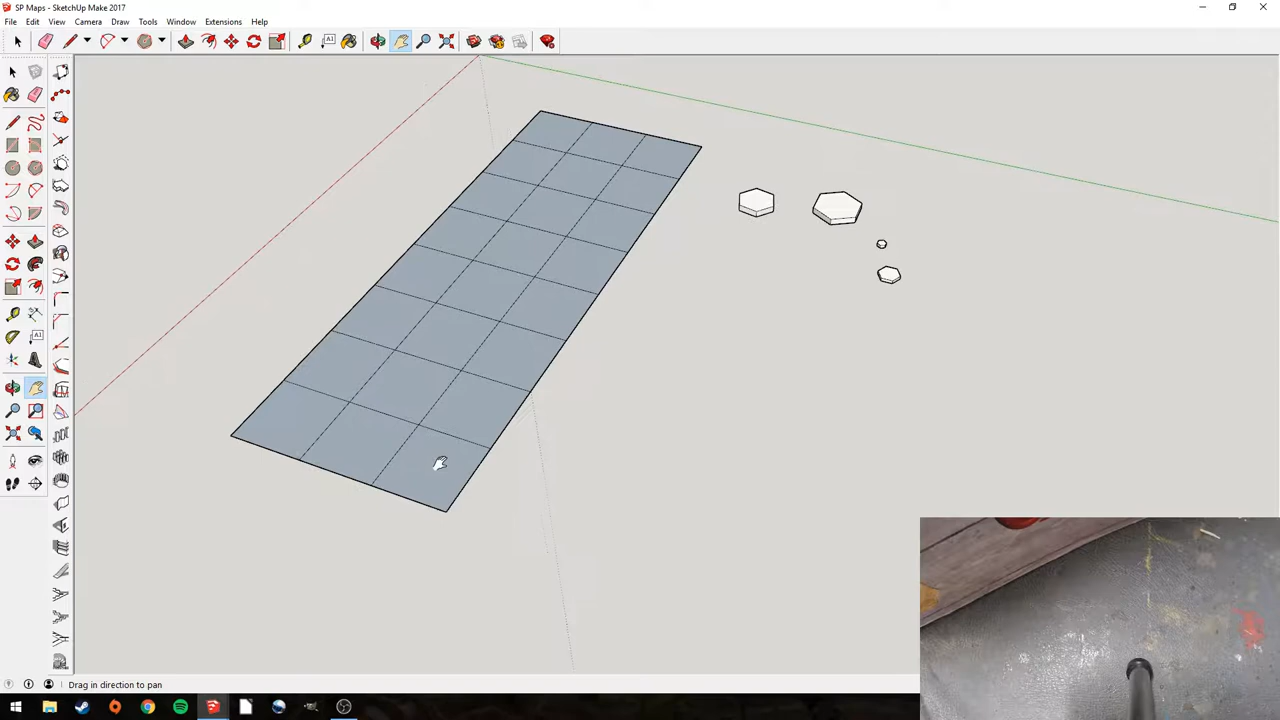 SP Maps - SketchUp Make 2017
File Edit View Camera Draw Tools Window Extensions Help
Drag in direction to pan